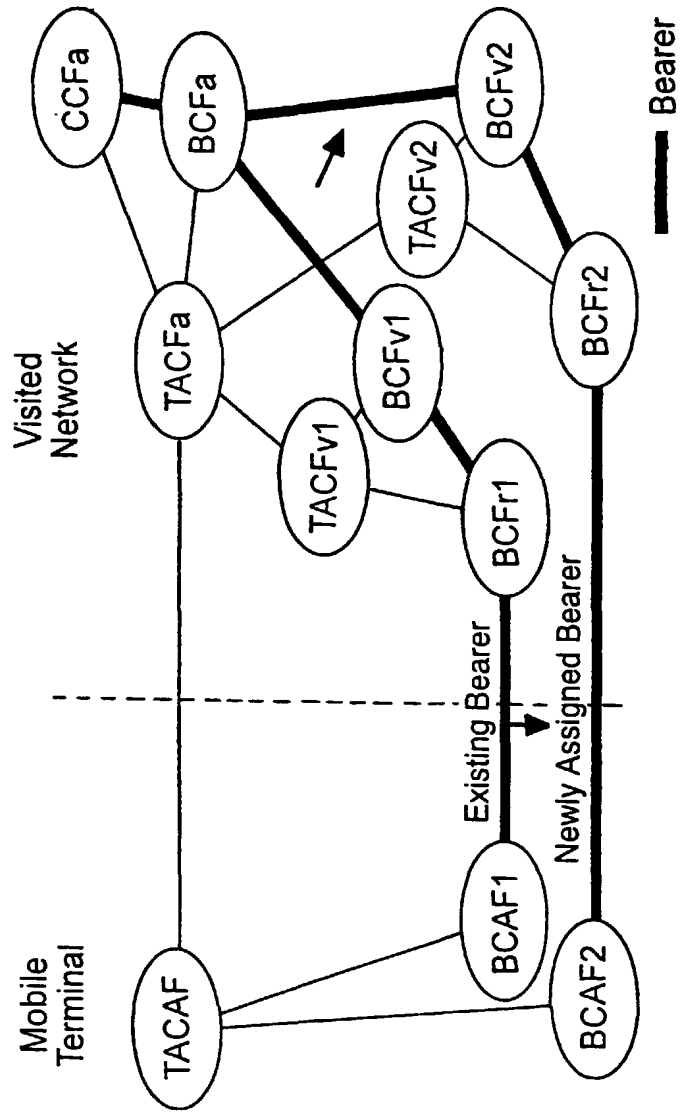 Mobile
Terminal
Visited
Network
TACAF
TACFa
CCFa
BCFa
TACFv1
BCFv1
TACFv2
BCFv2
BCAF1
Existing Bearer
BCFr1
BCAF2
Newly Assigned Bearer
BCFr2
Bearer